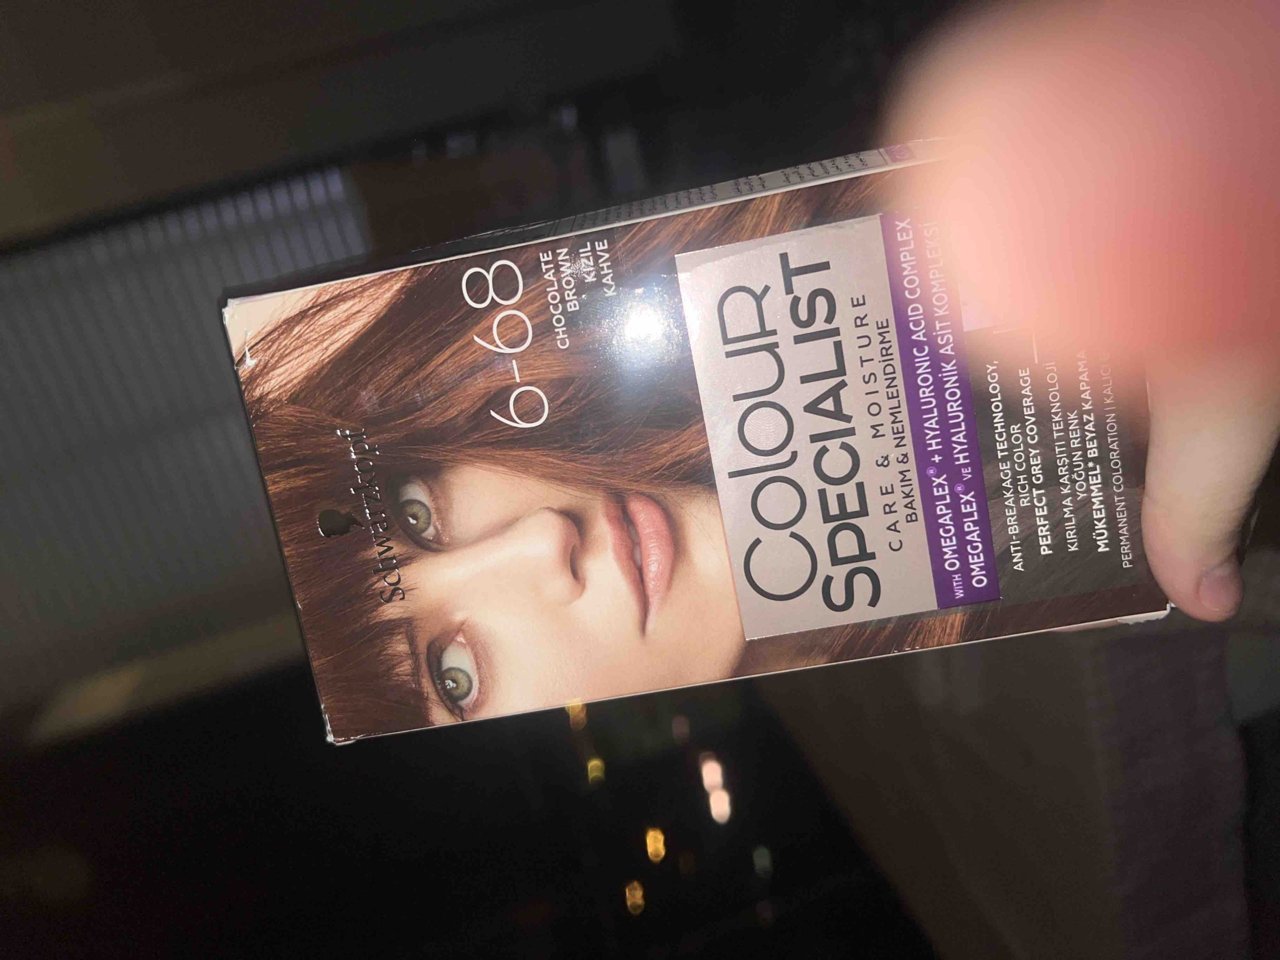 Schwarzkopf
6-68
CHOCOLATE
BROWN
KIZIL
KAHVE
Colour
SPECIALIST
CARE & MOISTURE
BAKIM & NEMLENDİRME
WITH OMEGAPLEX® + HYALURONIC ACID COMPLEX
OMEGAPLEX® VE HYALURONİK ASİT KOMPLEKSİ
ANTI-BREAKAGE TECHNOLOGY,
RICH COLOR
PERFECT GREY COVERAGE
KIRILMA KARŞITI TEKNOLOJİ
YOĞUN RENK
MÜKEMMEL* BEYAZ KAPAMA
PERMANENT COLORATION | KALICI